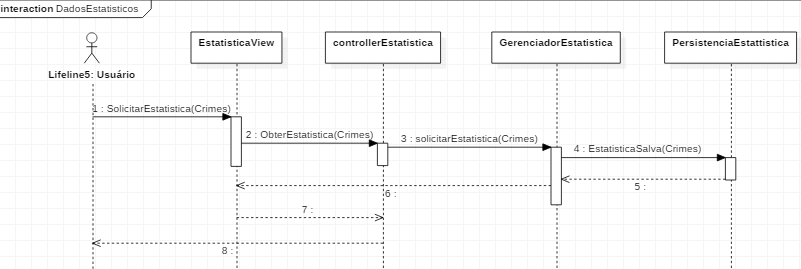 interaction DadosEstatisticos
EstatisticaView
controllerEstatistica
GerenciadorEstatistica
PersistenciaEstattistica
Lifeline5: Usuário
1 : SolicitarEstatistica(Crimes)
2 : ObterEstatistica(Crimes)
3 : solicitarEstatistica(Crimes)
4 : EstatisticaSalva(Crimes)
5 :
6 :
7 :
8 :